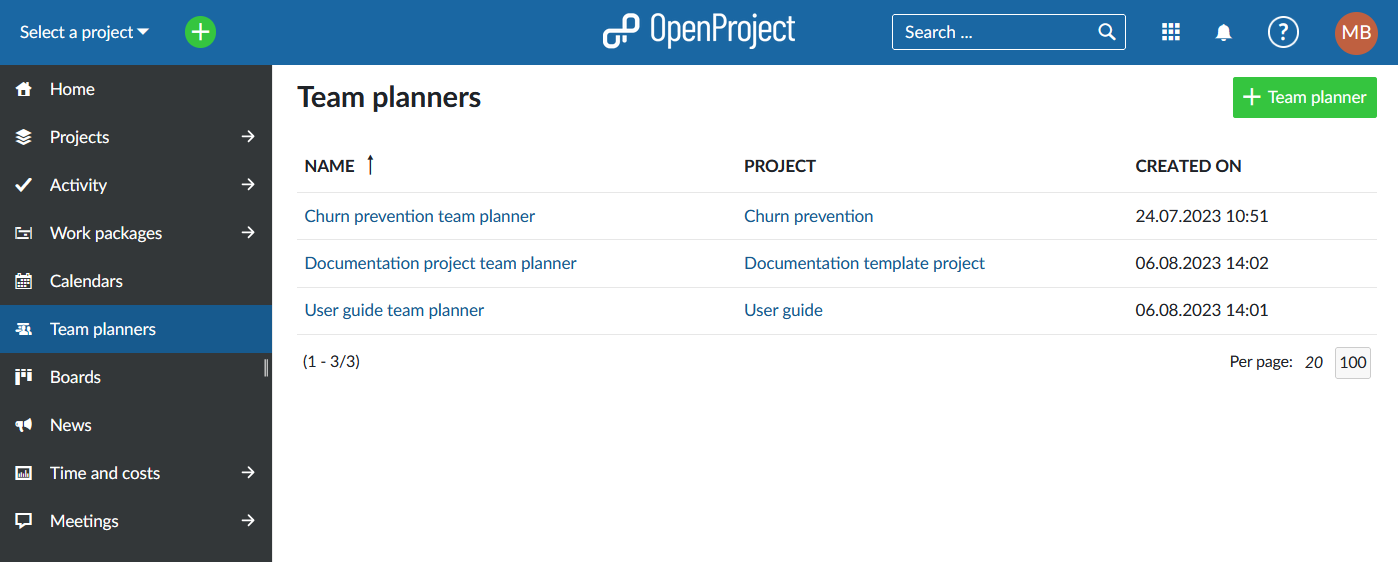 Select a project
OpenProject
Search ...
?
MB
Home
Projects
Activity
Work packages
Calendars
Team planners
Boards
News
Time and costs
Meetings
Team planners
+ Team planner
NAME PROJECT CREATED ON
Churn prevention team planner Churn prevention 24.07.2023 10:51
Documentation project team planner Documentation template project 06.08.2023 14:02
User guide team planner User guide 06.08.2023 14:01
(1 - 3/3) Per page: 20 100